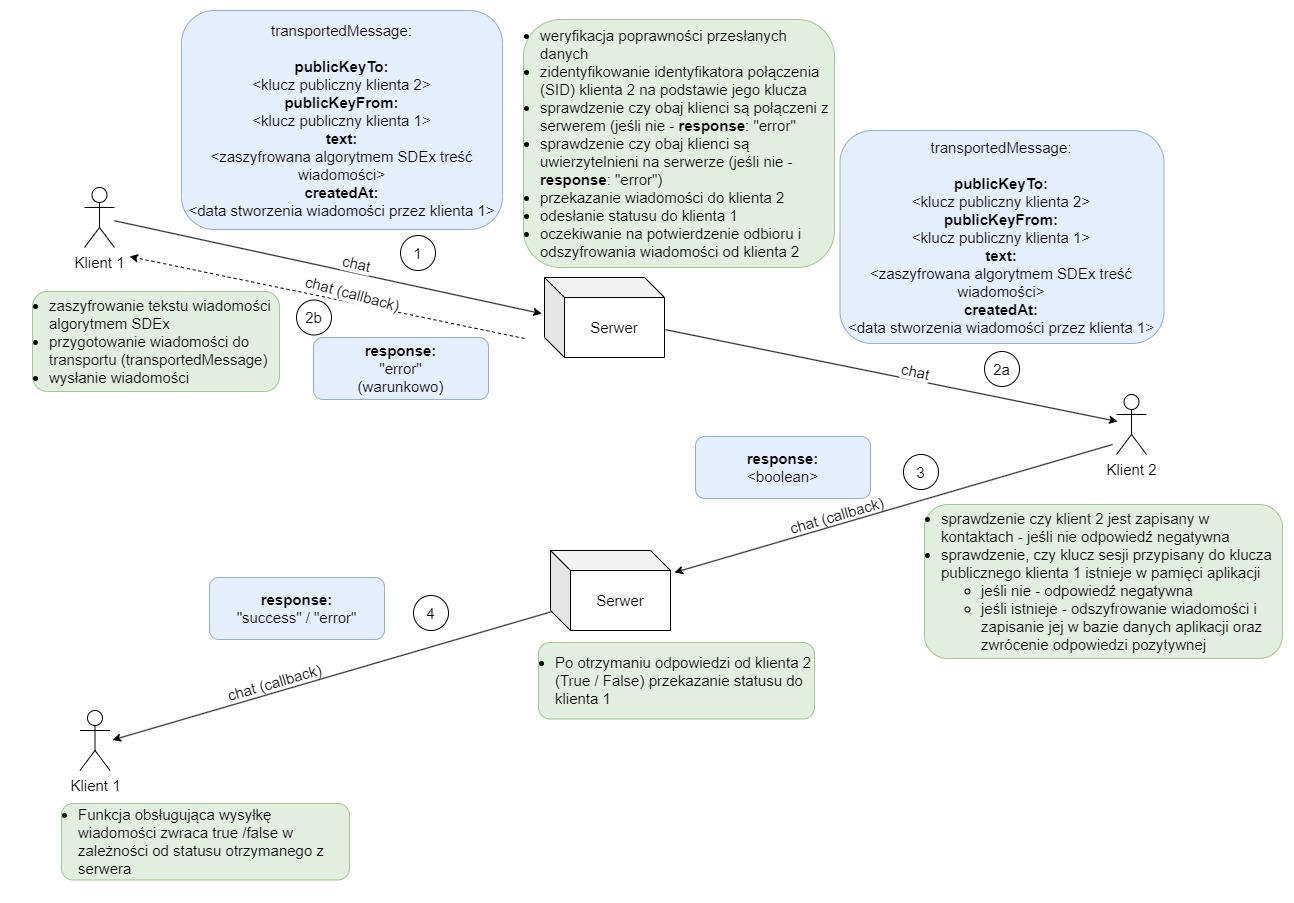 transportedMessage:
publicKeyTo:
<klucz publiczny klienta 2>
publicKeyFrom:
<klucz publiczny klienta 1>
text:
<zaszyfrowana algorytmem SDEx treść
wiadomości>
createdAt:
<data stworzenia wiadomości przez klienta 1>
weryfikacja poprawności przesłanych
danych
zidentyfikowanie identyfikatora połączenia
(SID) klienta 2 na podstawie jego klucza
sprawdzenie czy obaj klienci są połączeni z
serwerem (jeśli nie - response: "error"
sprawdzenie czy obaj klienci są
uwierzytelnieni na serwerze (jeśli nie -
response: "error")
przekazanie wiadomości do klienta 2
odesłanie statusu do klienta 1
oczekiwanie na potwierdzenie odbioru i
odszyfrowania wiadomości od klienta 2
transportedMessage:
publicKeyTo:
<klucz publiczny klienta 2>
publicKeyFrom:
<klucz publiczny klienta 1>
text:
<zaszyfrowana algorytmem SDEx treść
wiadomości>
createdAt:
<data stworzenia wiadomości przez klienta 1>
Klient 1
chat
1
chat (callback)
2b
Serwer
zaszyfrowanie tekstu wiadomości
algorytmem SDEx
przygotowanie wiadomości do
transportu (transportedMessage)
wysłanie wiadomości
response:
"error"
(warunkowo)
chat
2a
Klient 2
response:
<boolean>
3
chat (callback)
sprawdzenie czy klient 2 jest zapisany w
kontaktach - jeśli nie odpowiedź negatywna
sprawdzenie, czy klucz sesji przypisany do klucza
publicznego klienta 1 istnieje w pamięci aplikacji
jeśli nie - odpowiedź negatywna
jeśli istnieje - odszyfrowanie wiadomości i
zapisanie jej w bazie danych aplikacji oraz
zwrócenie odpowiedzi pozytywnej
Serwer
response:
"success" / "error"
4
chat (callback)
Po otrzymaniu odpowiedzi od klienta 2
(True / False) przekazanie statusu do
klienta 1
Klient 1
Funkcja obsługująca wysyłkę
wiadomości zwraca true /false w
zależności od statusu otrzymanego z
serwera